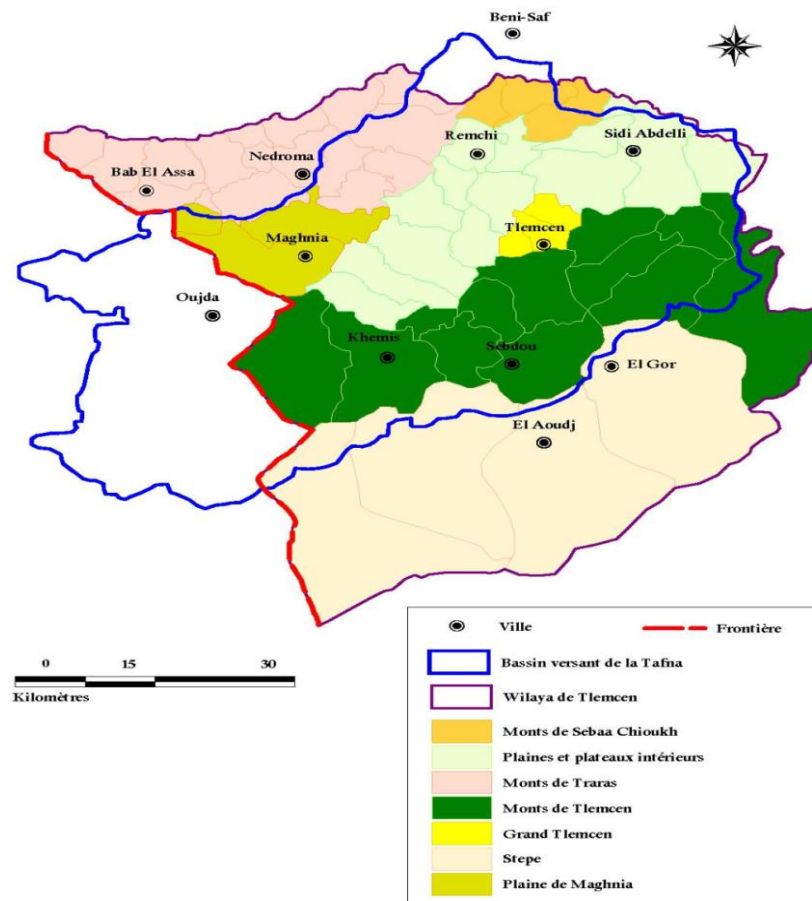 Beni-Saf
Remchi
Sidi Abdelli
Nedroma
Bab El Assa
Tlemcen
Maghnia
Oujda
Khemis
Sebdou
El Gor
El Aoudj
0 15 30
Kilomètres
Ville
Frontière
Bassin versant de la Tafna
Wilaya de Tlemcen
Monts de Sebaa Chioukh
Plaines et plateaux intérieurs
Monts de Traras
Monts de Tlemcen
Grand Tlemcen
Stepe
Plaine de Maghnia